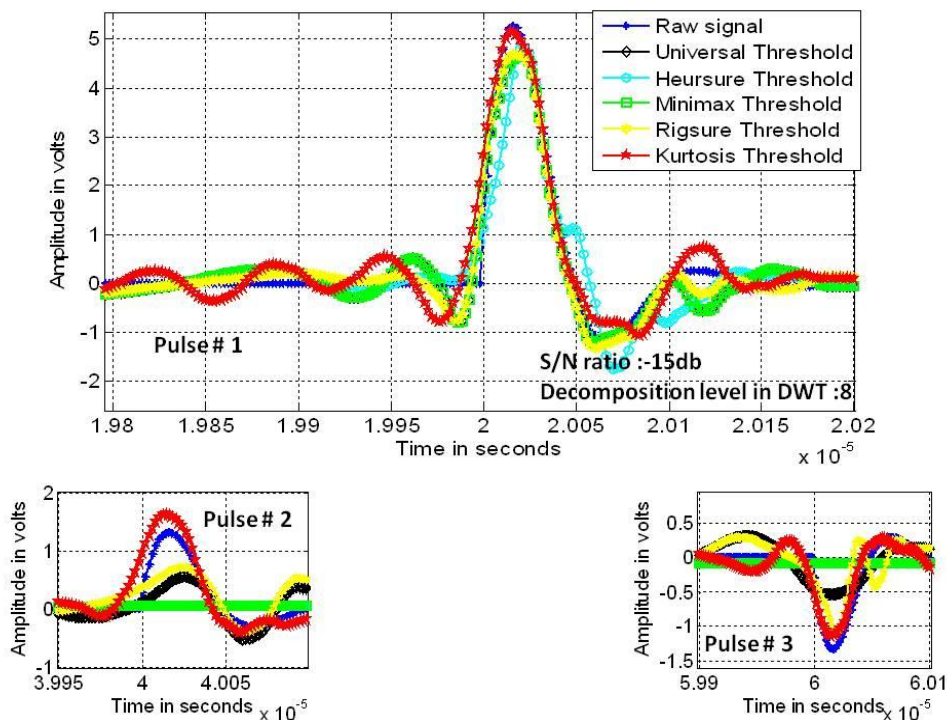 5
4
3
2
1
0
-1
-2
Amplitude in volts
Raw signal
Universal Threshold
Heursure Threshold
Minimax Threshold
Rigsure Threshold
Kurtosis Threshold
Pulse # 1
S/N ratio :-15db
Decomposition level in DWT :8
1.98 1.985 1.99 1.995 2 2.005 2.01 2.015 2.02
Time in seconds
x 10-5
2
1
0
-1
Amplitude in volts
Pulse # 2
3.995 4 4.005
Time in seconds
x 10-5
0.5
0
-0.5
-1
-1.5
Amplitude in volts
Pulse # 3
5.99 6 6.01
Time in seconds
x 10-5